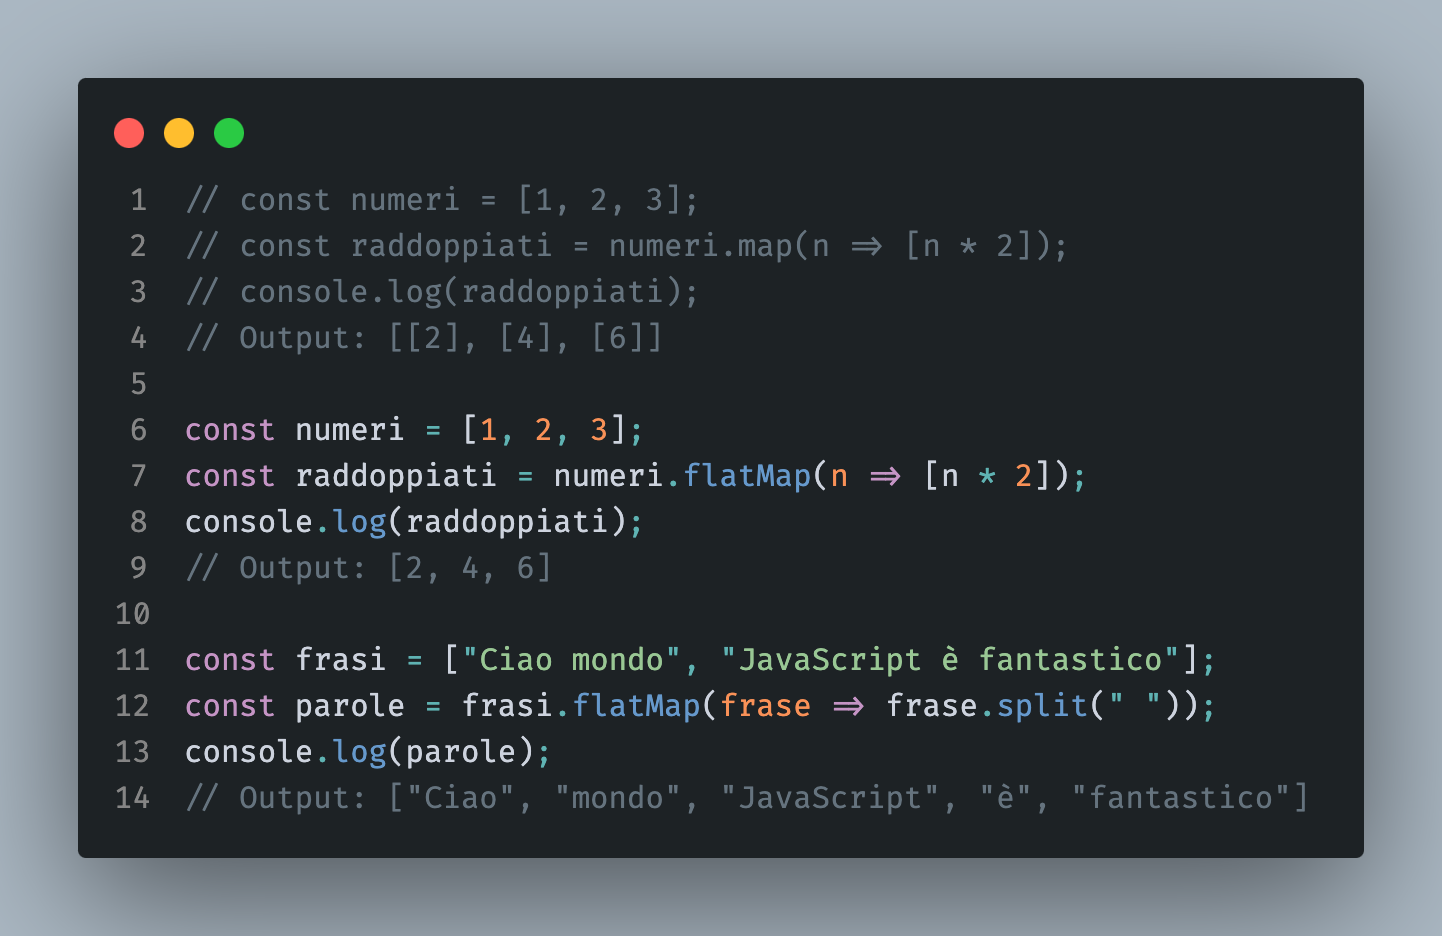 1 // const numeri = [1, 2, 3];
2 // const raddoppiati = numeri.map(n => [n * 2]);
3 // console.log(raddoppiati);
4 // Output: [[2], [4], [6]]
5
6 const numeri = [1, 2, 3];
7 const raddoppiati = numeri.flatMap(n => [n * 2]);
8 console.log(raddoppiati);
9 // Output: [2, 4, 6]
10
11 const frasi = ["Ciao mondo", "JavaScript è fantastico"];
12 const parole = frasi.flatMap(frase => frase.split(" "));
13 console.log(parole);
14 // Output: ["Ciao", "mondo", "JavaScript", "è", "fantastico"]